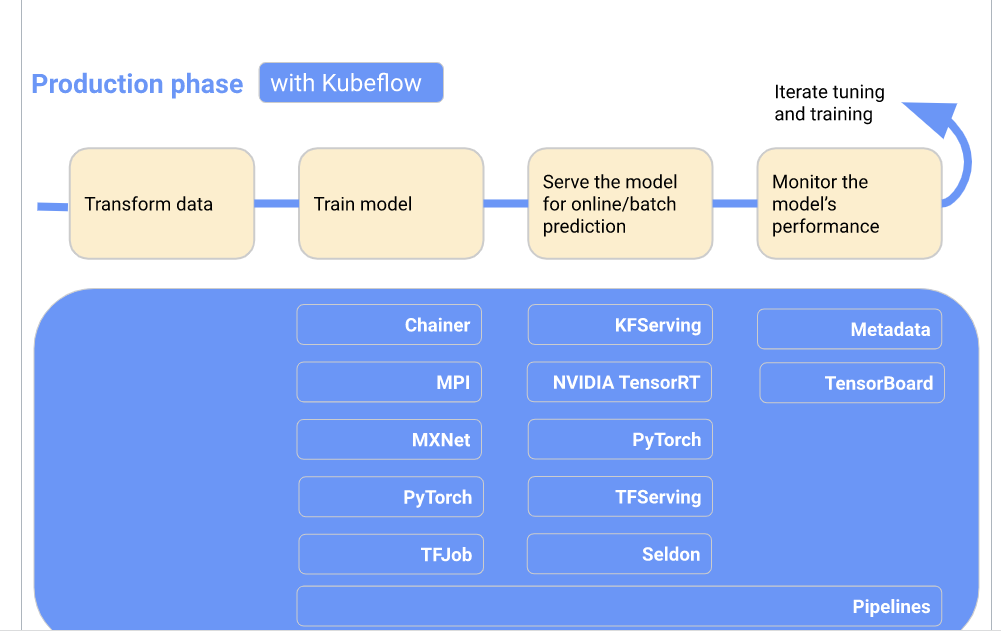 Production phase
with Kubeflow
Iterate tuning
and training
Transform data
Train model
Serve the model
for online/batch
prediction
Monitor the
model's
performance
Chainer
KFServing
Metadata
MPI
NVIDIA TensorRT
TensorBoard
MXNet
PyTorch
PyTorch
TFServing
TFJob
Seldon
Pipelines